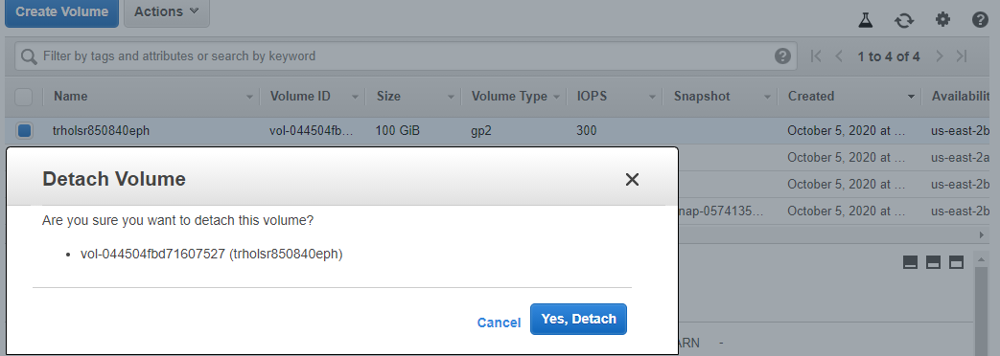 Create Volume Actions
Filter by tags and attributes or search by keyword 1 to 4 of 4
Name Volume ID Size Volume Type IOPS Snapshot Created Availabilit
trholsr850840eph vol-044504fb... 100 GiB gp2 300 October 5, 2020 at ... us-east-2b
October 5, 2020 at ... us-east-2a
October 5, 2020 at ... us-east-2b
nap-0574135... October 5, 2020 at ... us-east-2b
Detach Volume
Are you sure you want to detach this volume?
• vol-044504fbd71607527 (trholsr850840eph)
Cancel Yes, Detach
ARN -